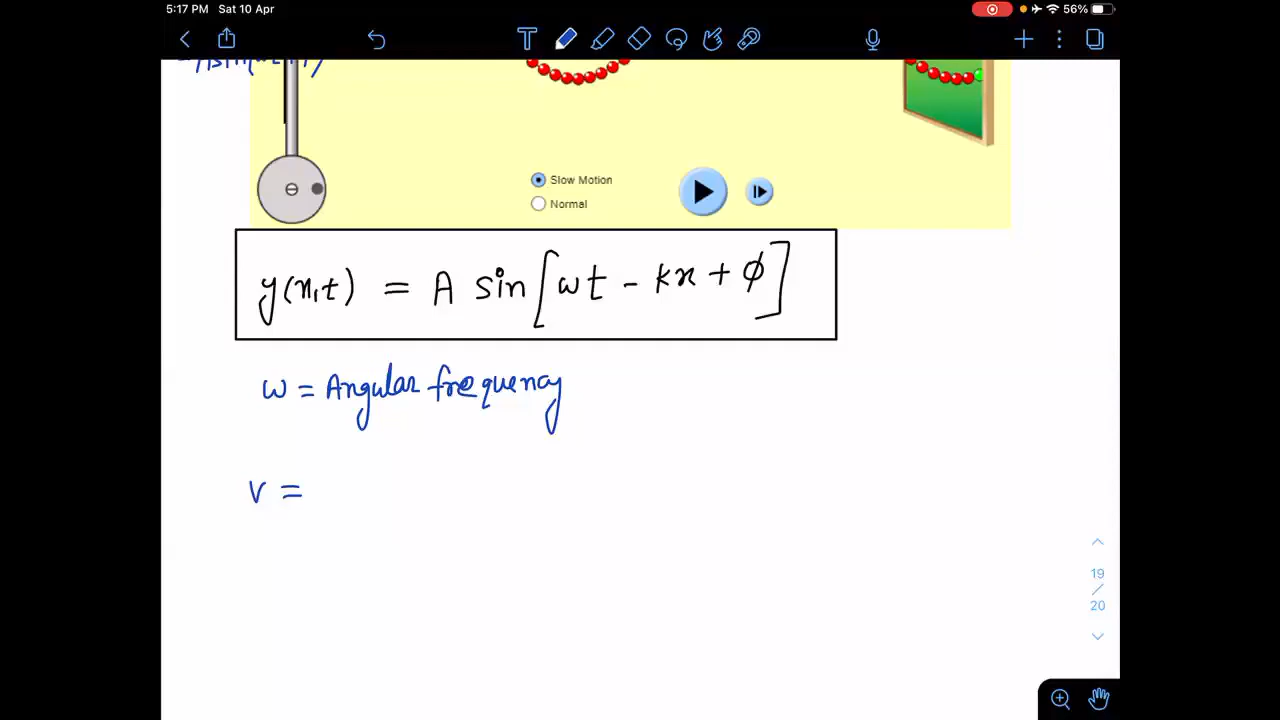 5:17 PM Sat 10 Apr 56%
Slow Motion
Normal
y(x,t) = A sin[ωt - kx + φ]
ω = Angular frequency
v =
19
/
20